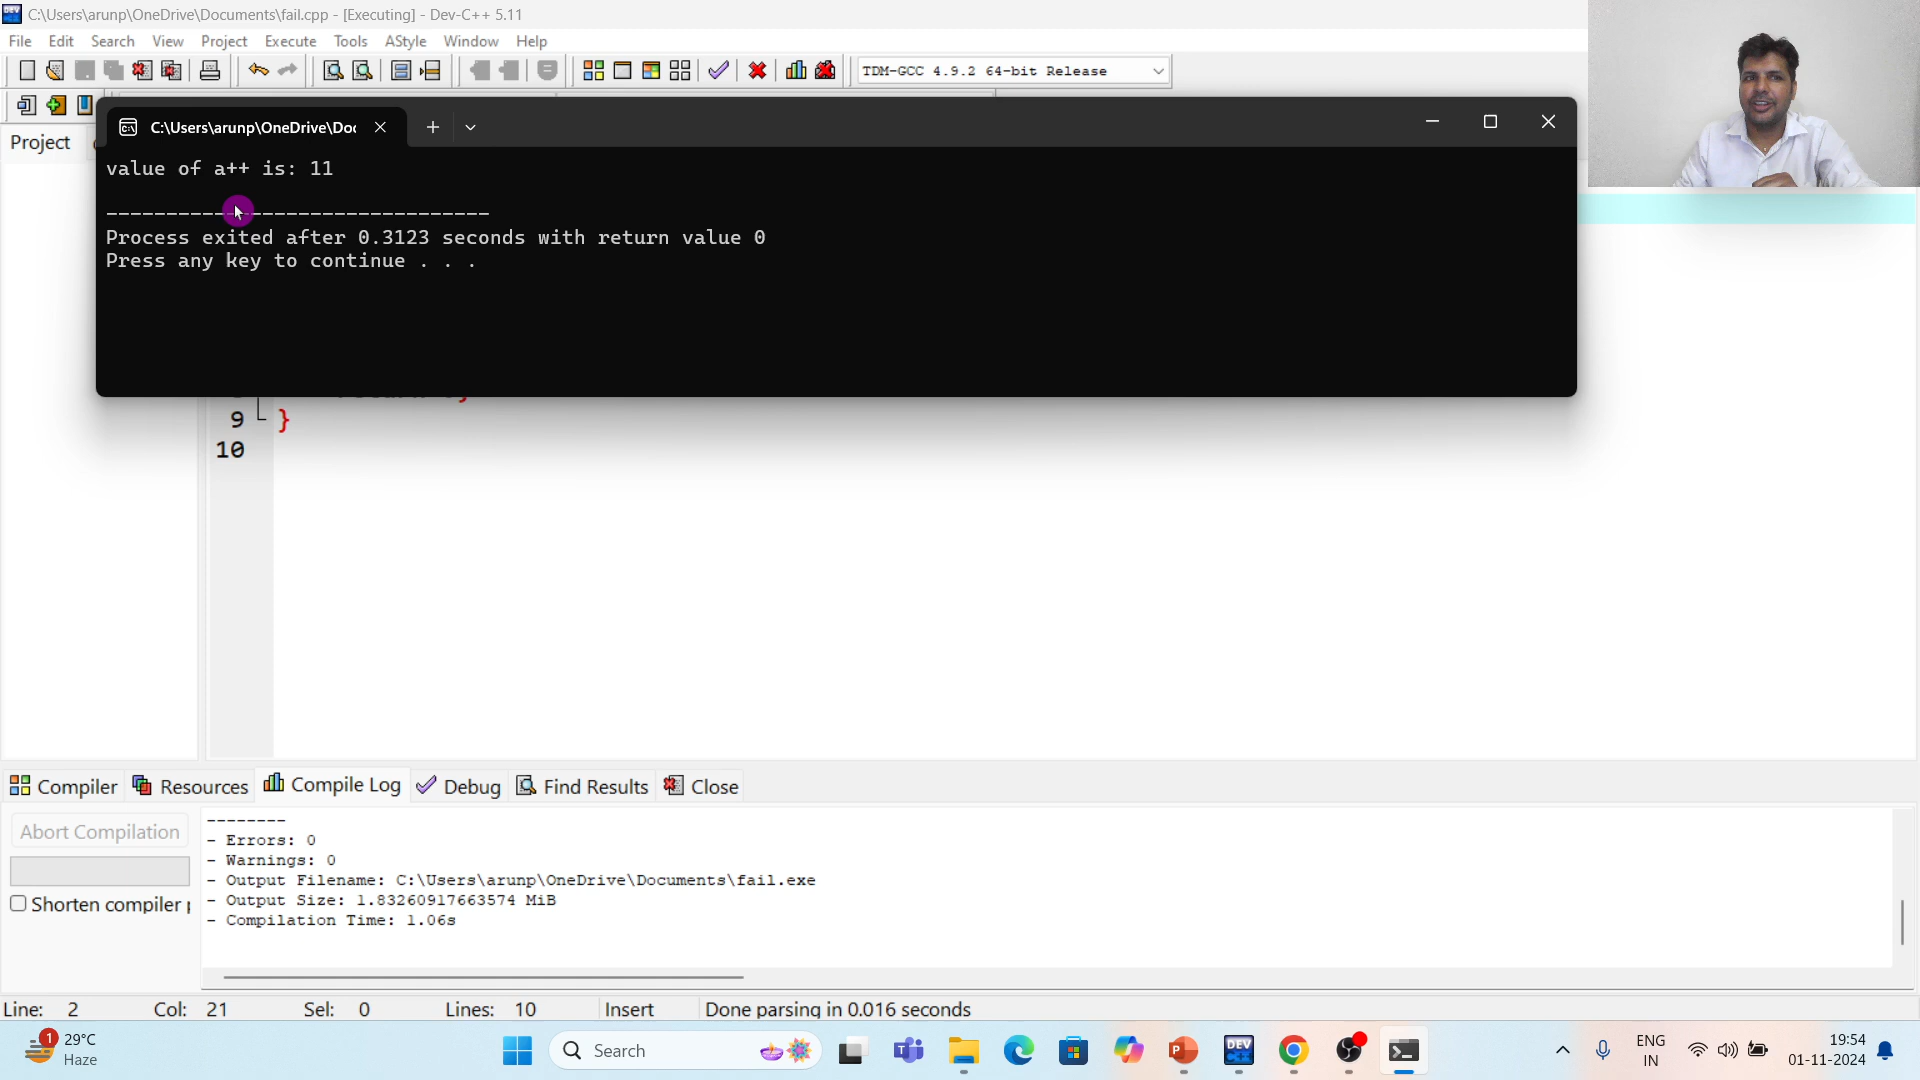 C:\Users\arunp\OneDrive\Documents\fail.cpp - [Executing] - Dev-C++ 5.11
File Edit Search View Project Execute Tools AStyle Window Help
TDM-GCC 4.9.2 64-bit Release
Project
C:\Users\arunp\OneDrive\Doc
value of a++ is: 11
--------------------------------
Process exited after 0.3123 seconds with return value 0
Press any key to continue . . .
9 }
10
Compiler Resources Compile Log Debug Find Results Close
Abort Compilation
Shorten compiler p
--------
- Errors: 0
- Warnings: 0
- Output Filename: C:\Users\arunp\OneDrive\Documents\fail.exe
- Output Size: 1.83260917663574 MiB
- Compilation Time: 1.06s
Line: 2 Col: 21 Sel: 0 Lines: 10 Insert Done parsing in 0.016 seconds
1 29°C
Haze
Search
DEV
ENG
IN
19:54
01-11-2024